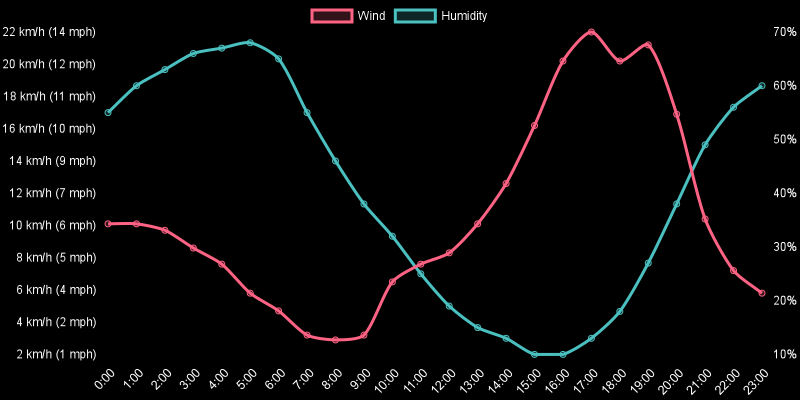 Wind Humidity
22 km/h (14 mph) 70%
20 km/h (12 mph) 60%
18 km/h (11 mph) 50%
16 km/h (10 mph) 40%
14 km/h (9 mph) 30%
12 km/h (7 mph) 20%
10 km/h (6 mph) 10%
8 km/h (5 mph)
6 km/h (4 mph)
4 km/h (2 mph)
2 km/h (1 mph)
0:00 1:00 2:00 3:00 4:00 5:00 6:00 7:00 8:00 9:00 10:00 11:00 12:00 13:00 14:00 15:00 16:00 17:00 18:00 19:00 20:00 21:00 22:00 23:00